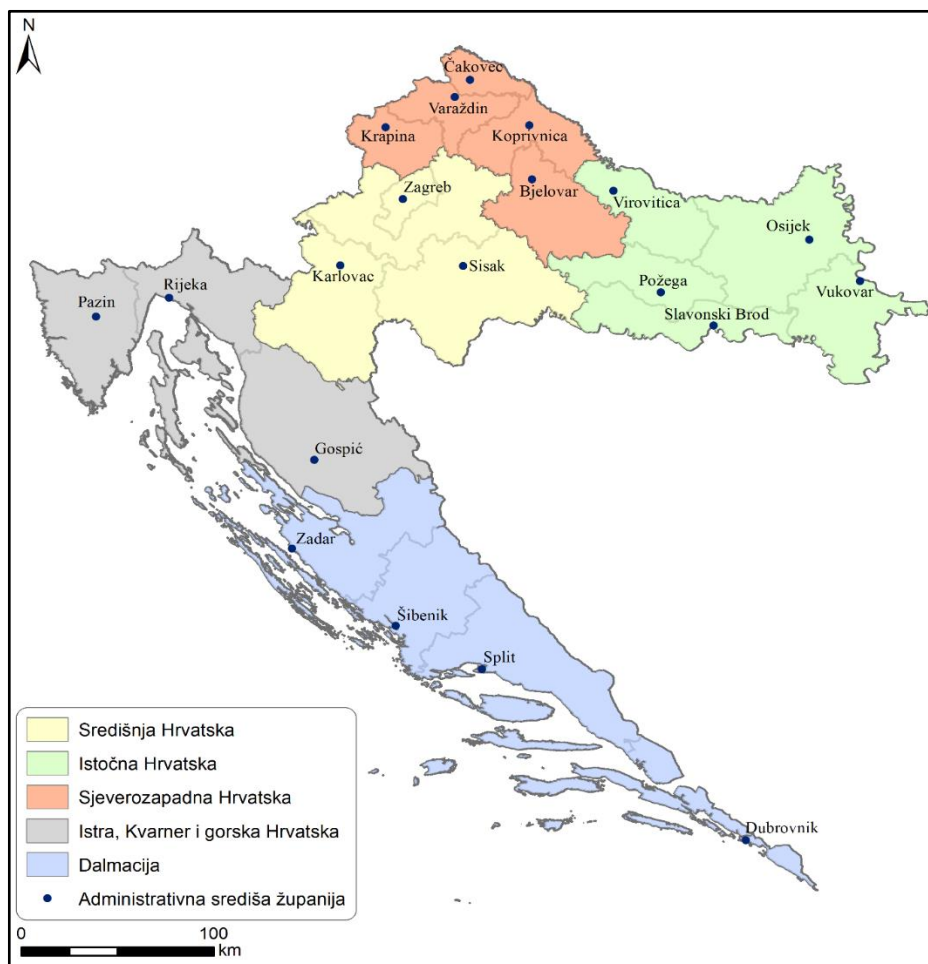 N
Čakovec
Varaždin
Krapina
Koprivnica
Zagreb
Bjelovar
Virovitica
Osijek
Karlovac
Sisak
Požega
Vukovar
Slavonski Brod
Pazin
Rijeka
Gospić
Zadar
Šibenik
Split
Dubrovnik
Središnja Hrvatska
Istočna Hrvatska
Sjeverozapadna Hrvatska
Istra, Kvarner i gorska Hrvatska
Dalmacija
Administrativna središa županija
0 100
km